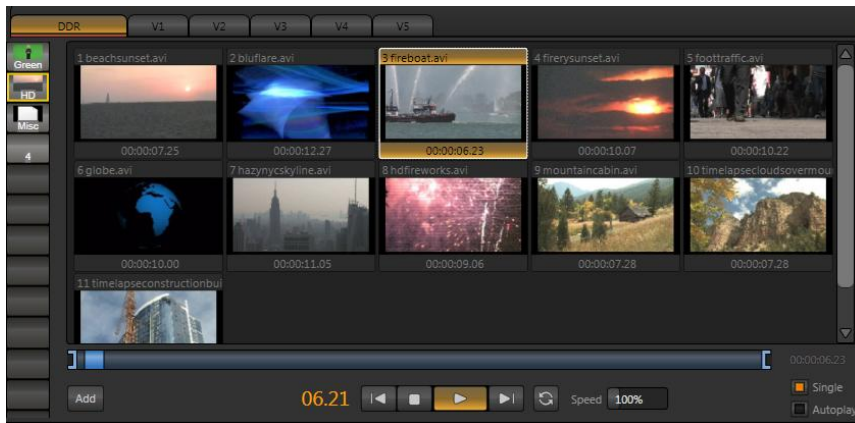 DDR V1 V2 V3 V4 V5
Green
HD
Misc
4
1 beachsunset.avi 2 bluflare.avi 3 fireboat.avi 4 firerysunset.avi 5 foottraffic.avi
00:00:07.25 00:00:12.27 00:00:06.23 00:00:10.07 00:00:10.22
6 globe.avi 7 hazynycskyline.avi 8 hdfireworks.avi 9 mountaincabin.avi 10 timelapsecloudsovermou
00:00:10.00 00:00:11.05 00:00:09.06 00:00:07.28 00:00:07.28
11 timelapseconstructionbui
00:00:06.23
Add 06.21 Speed 100% Single
Autoplay